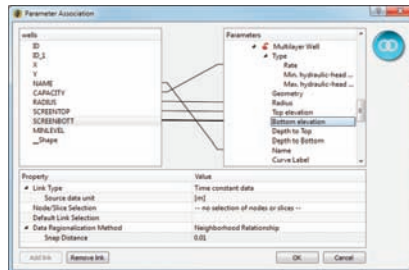 Parameter Association
wells
ID
ID_1
X
Y
NAME
CAPACITY
RADIUS
SCREENTOP
SCREENBOTT
MINLEVEL
__Shape
Parameters
Multilayer Well
Type
Rate
Min. hydraulic-head ...
Max. hydraulic-head ...
Geometry
Radius
Top elevation
Bottom elevation
Depth to Top
Depth to Bottom
Name
Curve Label
Property Value
Link Type Time constant data
Source data unit [m]
Node/Slice Selection -- no selection of nodes or slices --
Default Link Selection
Data Regionalization Method Neighborhood Relationship
Snap Distance 0.01
Add link Remove link OK Cancel